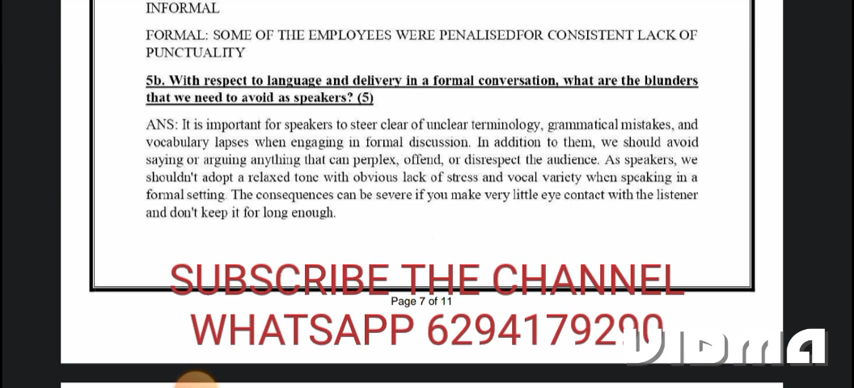 INFORMAL
FORMAL: SOME OF THE EMPLOYEES WERE PENALISEDFOR CONSISTENT LACK OF
PUNCTUALITY
5b. With respect to language and delivery in a formal conversation, what are the blunders
that we need to avoid as speakers? (5)
ANS: It is important for speakers to steer clear of unclear terminology, grammatical mistakes, and
vocabulary lapses when engaging in formal discussion. In addition to them, we should avoid
saying or arguing anything that can perplex, offend, or disrespect the audience. As speakers, we
shouldn't adopt a relaxed tone with obvious lack of stress and vocal variety when speaking in a
formal setting. The consequences can be severe if you make very little eye contact with the listener
and don't keep it for long enough.
SUBSCRIBE THE CHANNEL
Page 7 of 11
WHATSAPP 6294179290
VIDMA